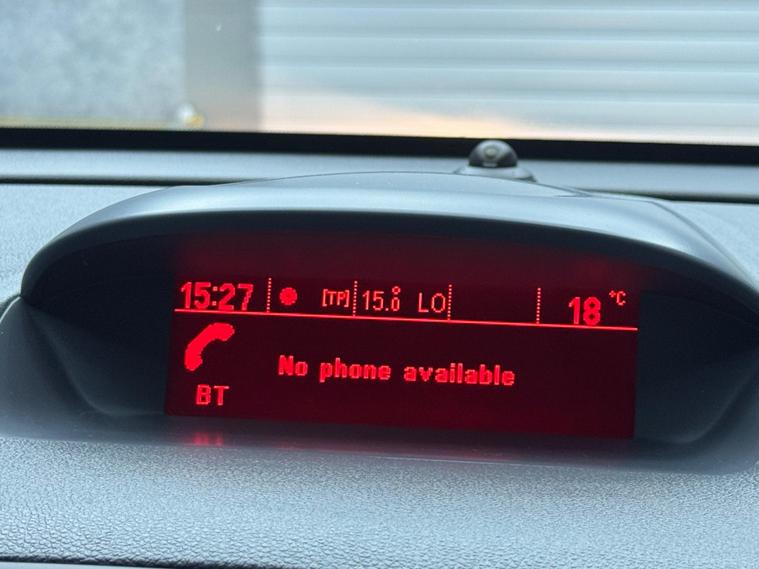 15:27 [TP] 15.0° LO 18 °C
No phone available
BT